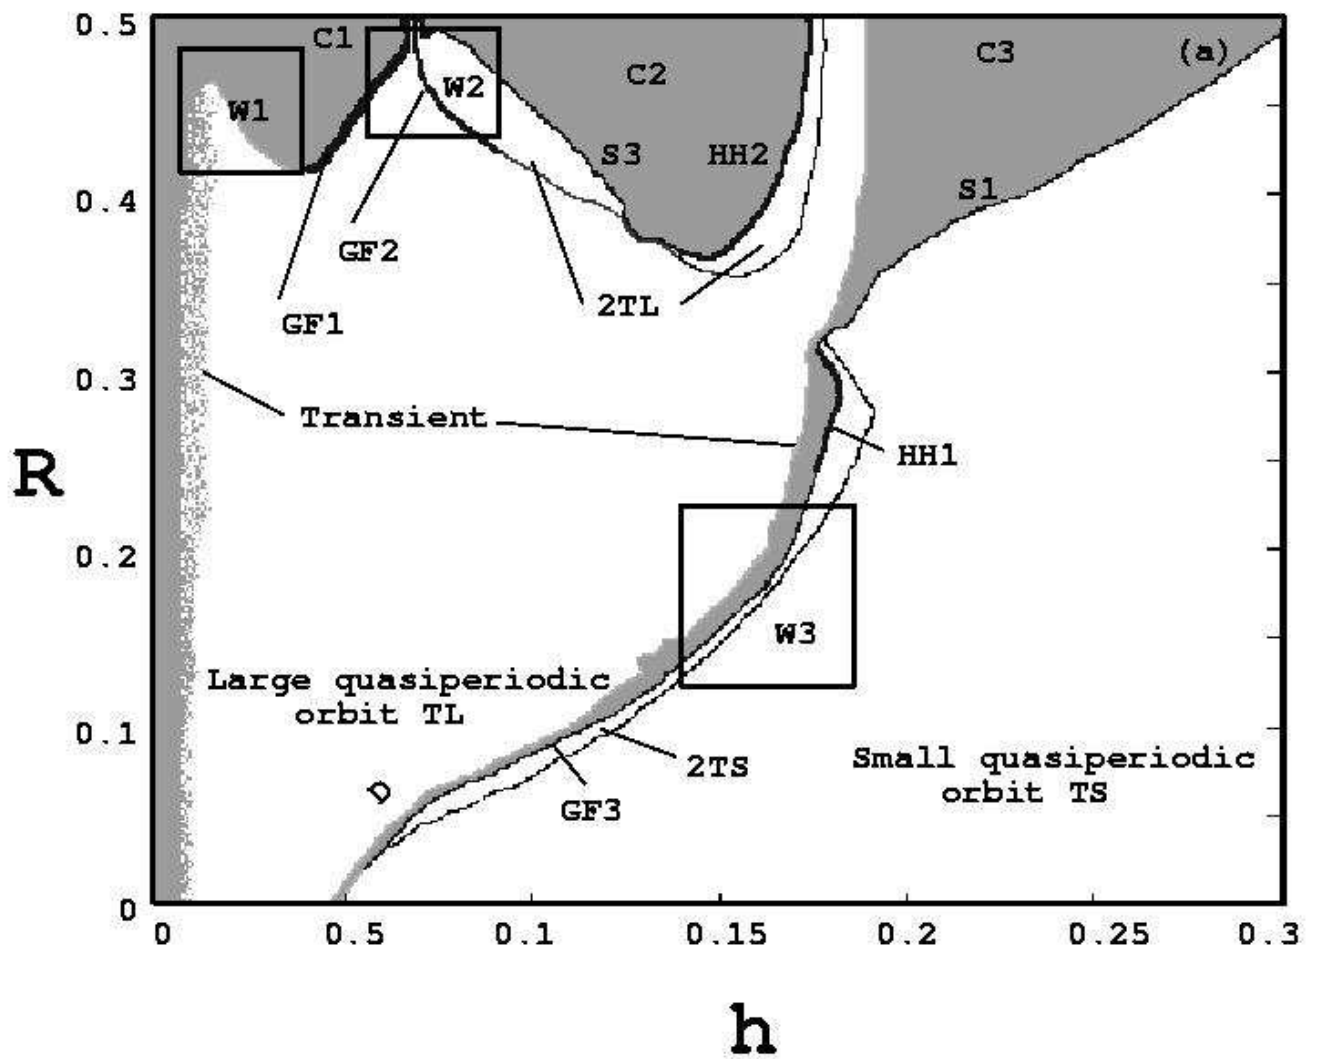 0.5
C1
C2
C3
(a)
W1
W2
S3
HH2
S1
0.4
GF2
2TL
GF1
0.3
Transient
HH1
R
0.2
W3
Large quasiperiodic
orbit TL
0.1
2TS
Small quasiperiodic
orbit TS
D
GF3
0
0
0.5
0.1
0.15
0.2
0.25
0.3
h